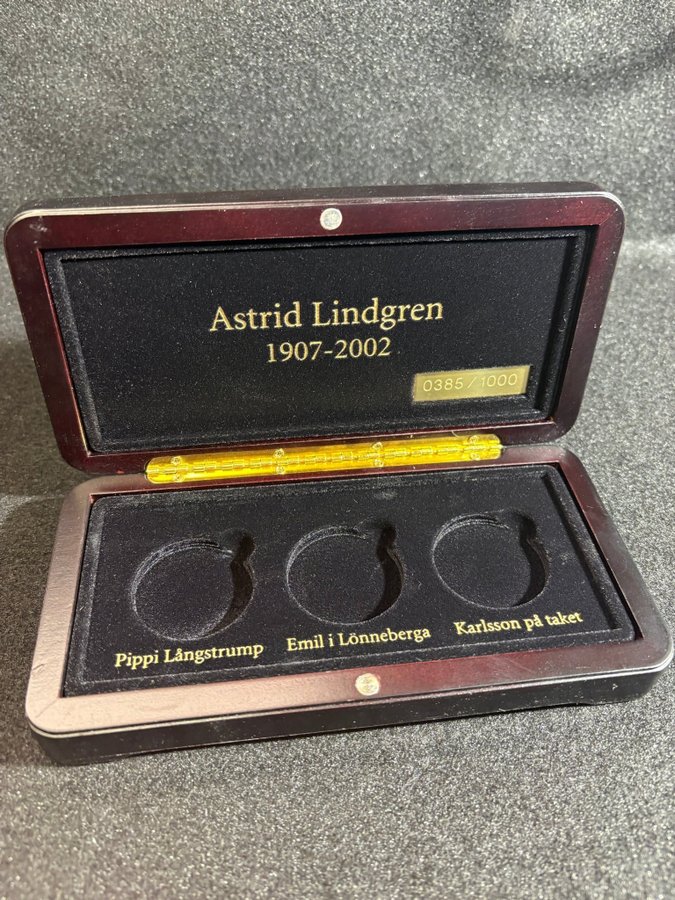 Astrid Lindgren
1907-2002
0385/1000
Pippi Långstrump
Emil i Lönneberga
Karlsson på taket